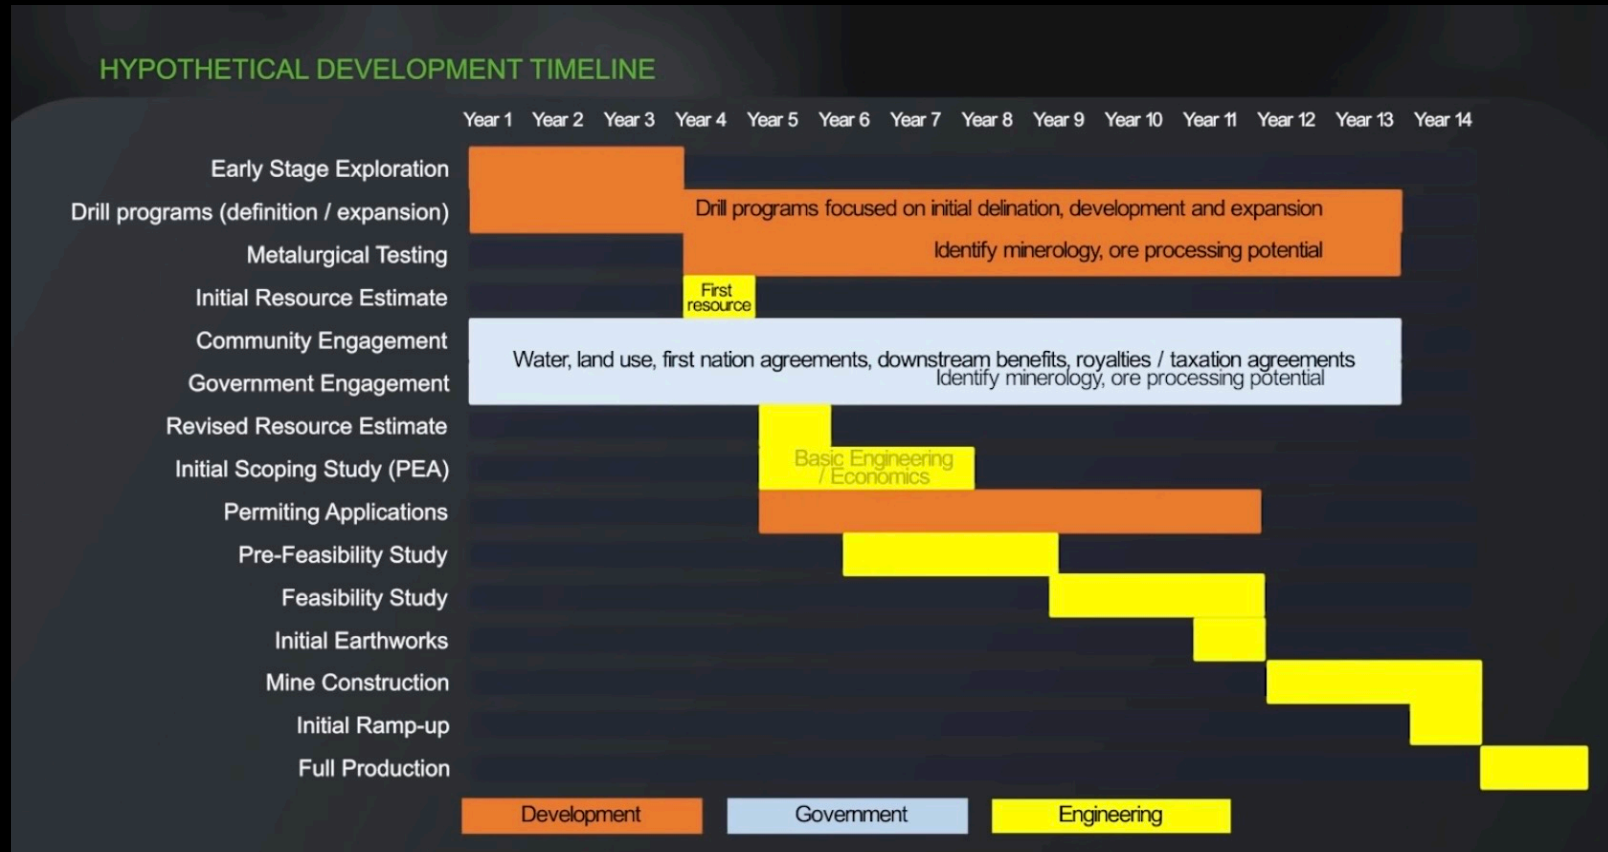 HYPOTHETICAL DEVELOPMENT TIMELINE
Year 1 Year 2 Year 3 Year 4 Year 5 Year 6 Year 7 Year 8 Year 9 Year 10 Year 11 Year 12 Year 13 Year 14
Early Stage Exploration
Drill programs (definition / expansion) Drill programs focused on initial delination, development and expansion
Metalurgical Testing Identify minerology, ore processing potential
Initial Resource Estimate First
resource
Community Engagement
Water, land use, first nation agreements, downstream benefits, royalties / taxation agreements
Government Engagement Identify minerology, ore processing potential
Revised Resource Estimate
Initial Scoping Study (PEA) Basic Engineering
/ Economics
Permiting Applications
Pre-Feasibility Study
Feasibility Study
Initial Earthworks
Mine Construction
Initial Ramp-up
Full Production
Development Government Engineering